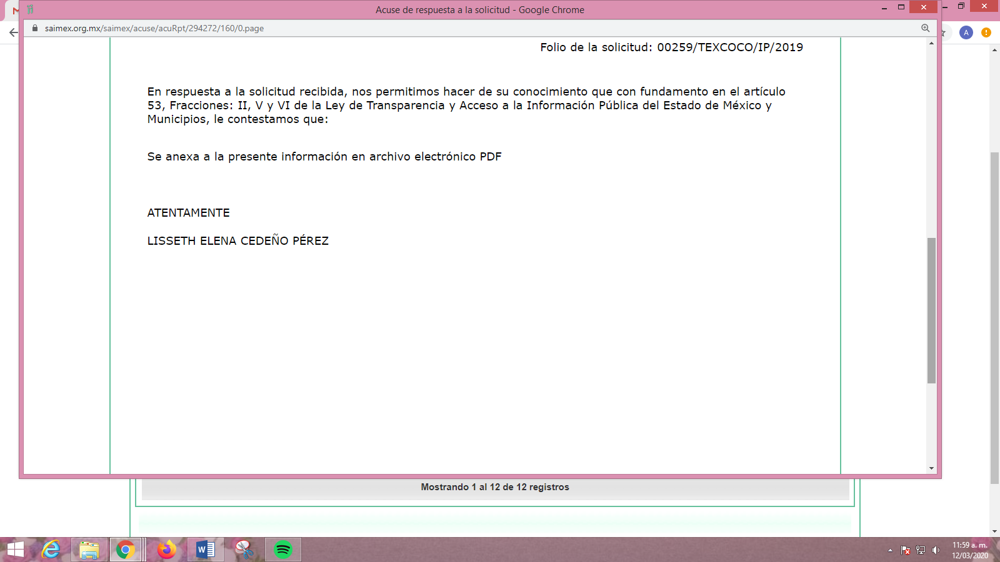 Acuse de respuesta a la solicitud - Google Chrome
saimex.org.mx/saimex/acuse/acuRpt/294272/160/0.page
A
Folio de la solicitud: 00259/TEXCOCO/IP/2019
En respuesta a la solicitud recibida, nos permitimos hacer de su conocimiento que con fundamento en el artículo
53, Fracciones: II, V y VI de la Ley de Transparencia y Acceso a la Información Pública del Estado de México y
Municipios, le contestamos que:
Se anexa a la presente información en archivo electrónico PDF
ATENTAMENTE
LISSETH ELENA CEDEÑO PÉREZ
Mostrando 1 al 12 de 12 registros
11:59 a. m.
12/03/2020